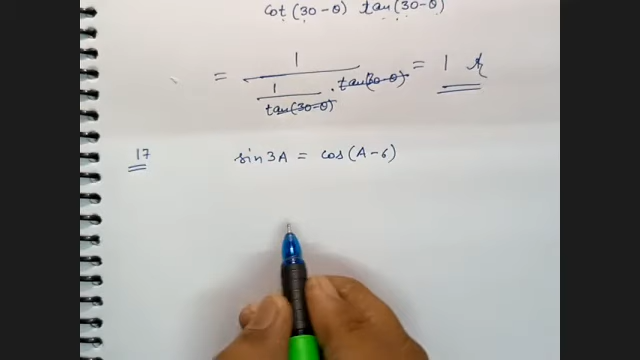 cot (30-θ) tan (30-θ)
= 1 / (1 / tan(30-θ) . tan(30-θ)) = 1
17 sin 3A = cos (A-6)